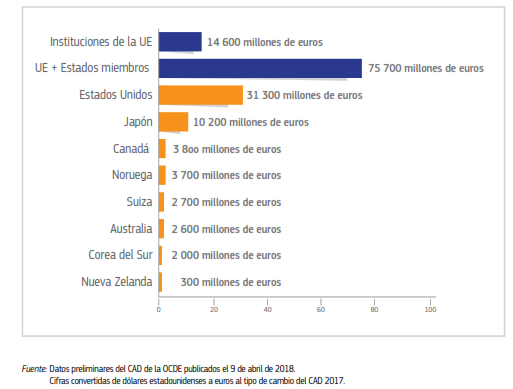 Instituciones de la UE 14 600 millones de euros
UE + Estados miembros 75 700 millones de euros
Estados Unidos 31 300 millones de euros
Japón 10 200 millones de euros
Canadá 3 800 millones de euros
Noruega 3 700 millones de euros
Suiza 2 700 millones de euros
Australia 2 600 millones de euros
Corea del Sur 2 000 millones de euros
Nueva Zelanda 300 millones de euros
0 20 40 60 80 100
Fuente: Datos preliminares del CAD de la OCDE publicados el 9 de abril de 2018.
Cifras convertidas de dólares estadounidenses a euros al tipo de cambio del CAD 2017.